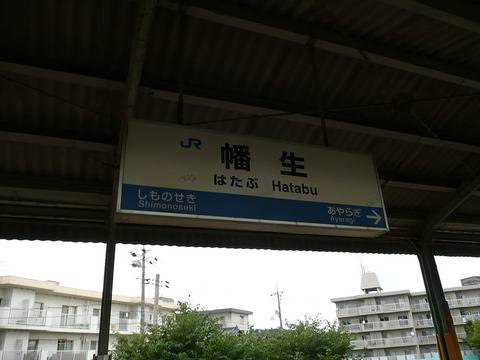 JR 幡生
はたぶ Hatabu
しものせき あやらぎ
Shimonoseki Ayaragi